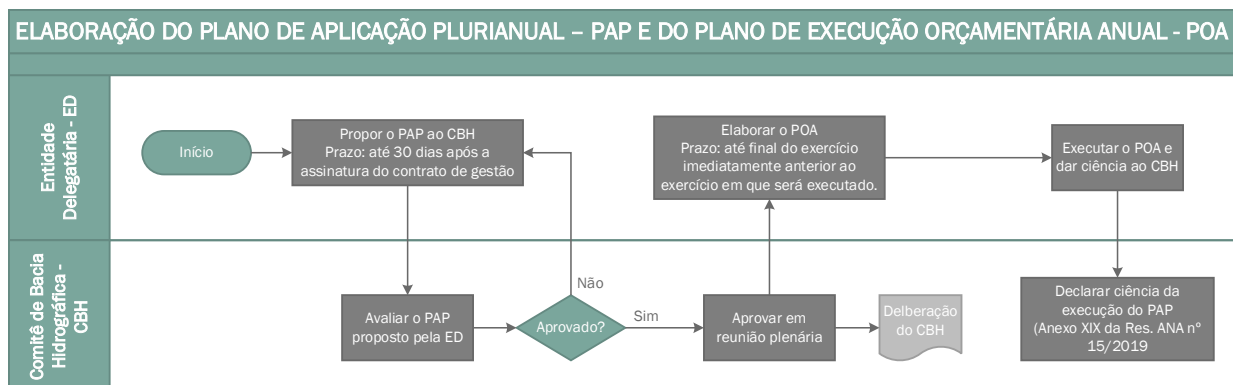 ELABORAÇÃO DO PLANO DE APLICAÇÃO PLURIANUAL – PAP E DO PLANO DE EXECUÇÃO ORÇAMENTÁRIA ANUAL - POA
Entidade
Delegatária - ED
Início
Propor o PAP ao CBH
Prazo: até 30 dias após a
assinatura do contrato de gestão
Elaborar o POA
Prazo: até final do exercício
imediatamente anterior ao
exercício em que será executado.
Executar o POA e
dar ciência ao CBH
Comitê de Bacia
Hidrográfica -
CBH
Avaliar o PAP
proposto pela ED
Aprovado?
Não
Sim
Aprovar em
reunião plenária
Delberação
do CBH
Declarar ciência da
execução do PAP
(Anexo XIX da Res. ANA nº
15/2019